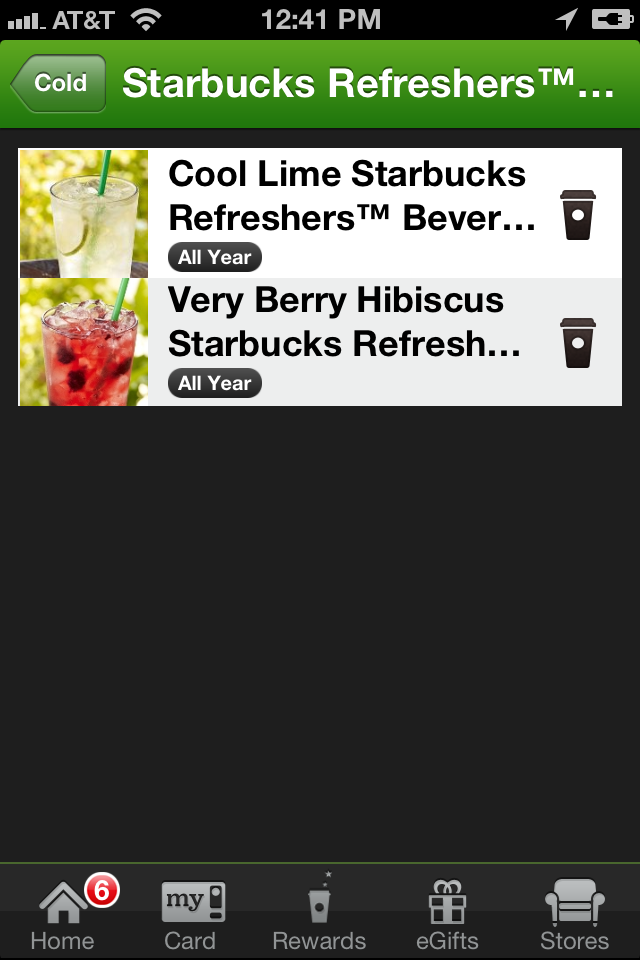 AT&T 12:41 PM
Cold Starbucks Refreshers™...
Cool Lime Starbucks
Refreshers™ Bever...
All Year
Very Berry Hibiscus
Starbucks Refresh...
All Year
6
my
Home Card Rewards eGifts Stores